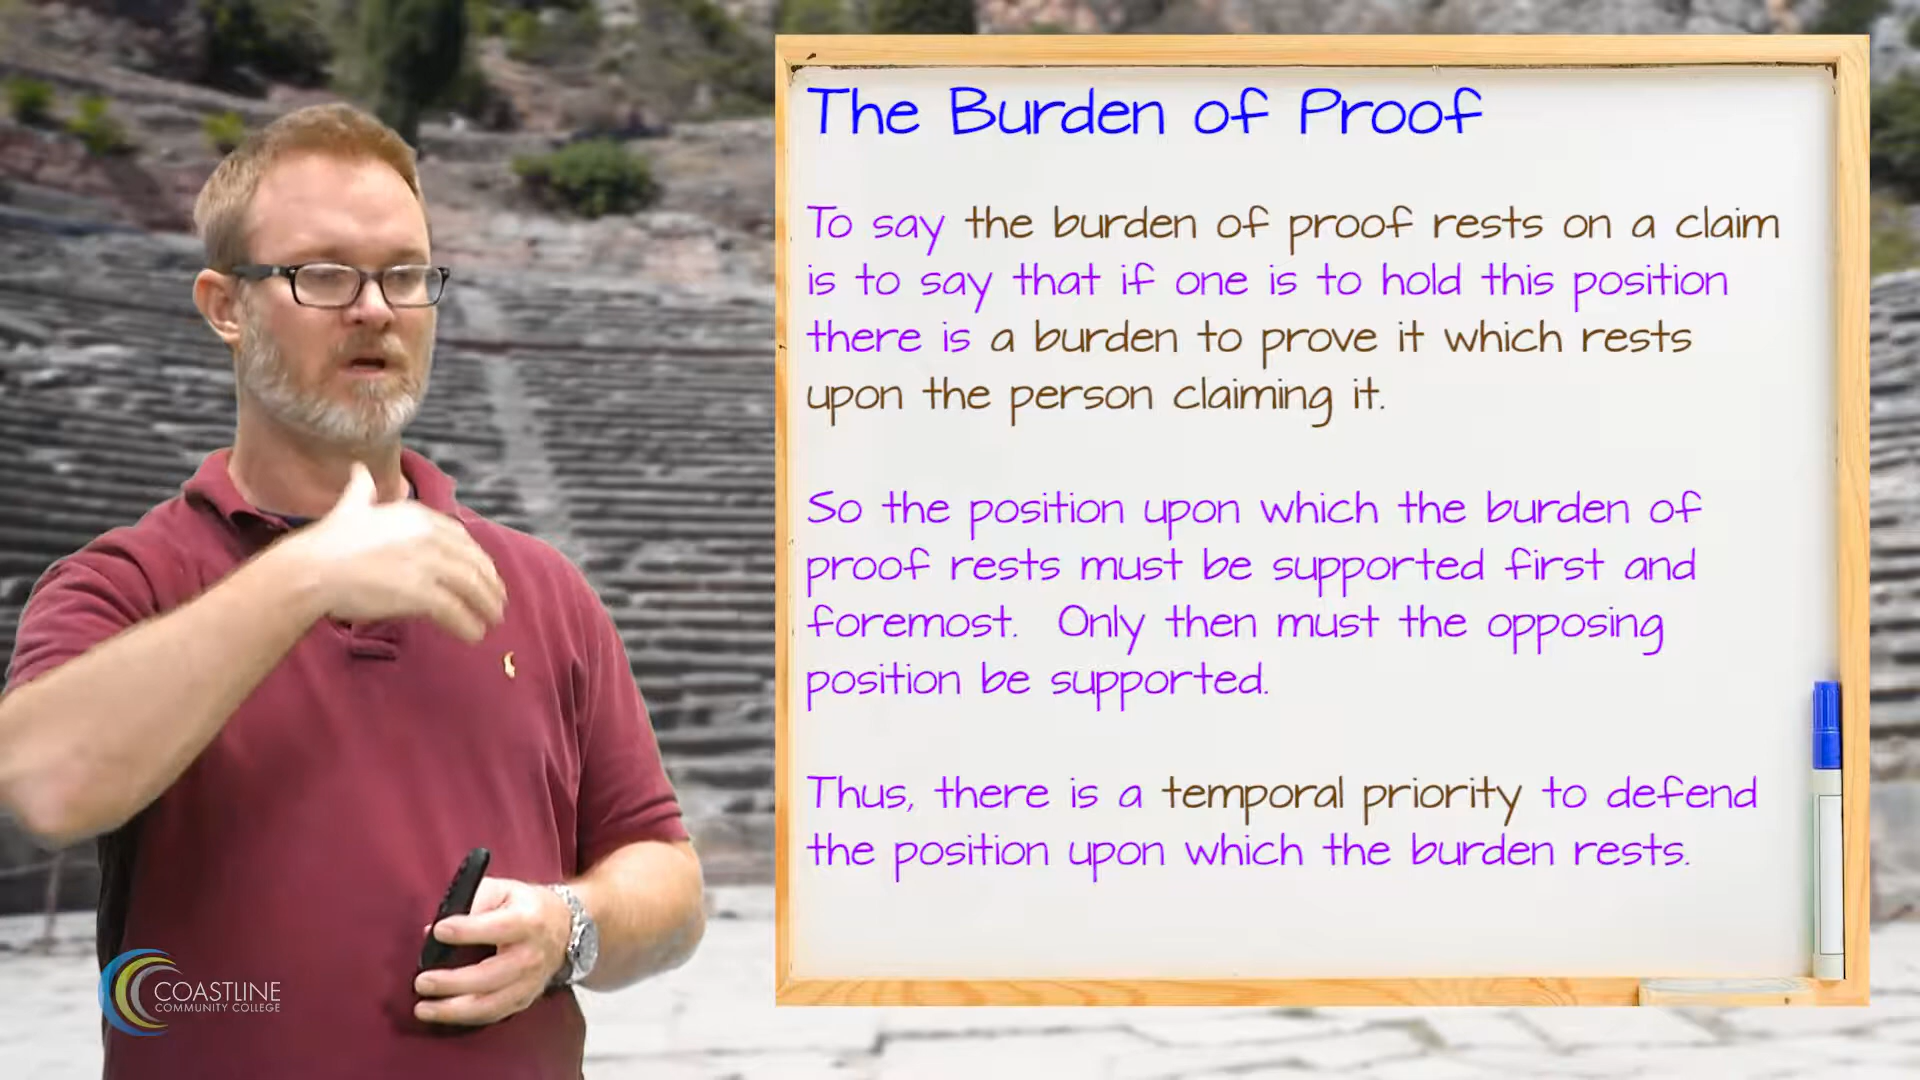 The Burden of Proof
To say the burden of proof rests on a claim
is to say that if one is to hold this position
there is a burden to prove it which rests
upon the person claiming it.
So the position upon which the burden of
proof rests must be supported first and
foremost. Only then must the opposing
position be supported.
Thus, there is a temporal priority to defend
the position upon which the burden rests.
COASTLINE
COMMUNITY COLLEGE